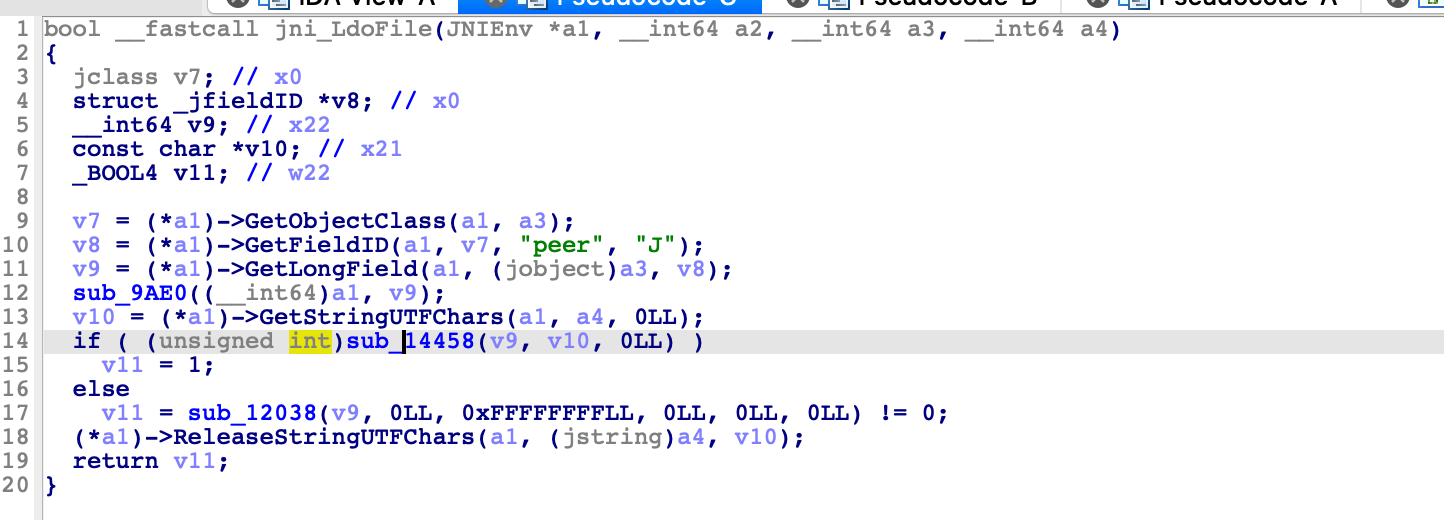 IDA View-A Pseudocode-C Pseudocode-B Pseudocode-A
1 bool __fastcall jni_LdoFile(JNIEnv *a1, __int64 a2, __int64 a3, __int64 a4)
2 {
3 jclass v7; // x0
4 struct _jfieldID *v8; // x0
5 __int64 v9; // x22
6 const char *v10; // x21
7 _BOOL4 v11; // w22
8
9 v7 = (*a1)->GetObjectClass(a1, a3);
10 v8 = (*a1)->GetFieldID(a1, v7, "peer", "J");
11 v9 = (*a1)->GetLongField(a1, (jobject)a3, v8);
12 sub_9AE0((__int64)a1, v9);
13 v10 = (*a1)->GetStringUTFChars(a1, a4, 0LL);
14 if ( (unsigned int)sub_14458(v9, v10, 0LL) )
15 v11 = 1;
16 else
17 v11 = sub_12038(v9, 0LL, 0xFFFFFFFFLL, 0LL, 0LL, 0LL) != 0;
18 (*a1)->ReleaseStringUTFChars(a1, (jstring)a4, v10);
19 return v11;
20 }